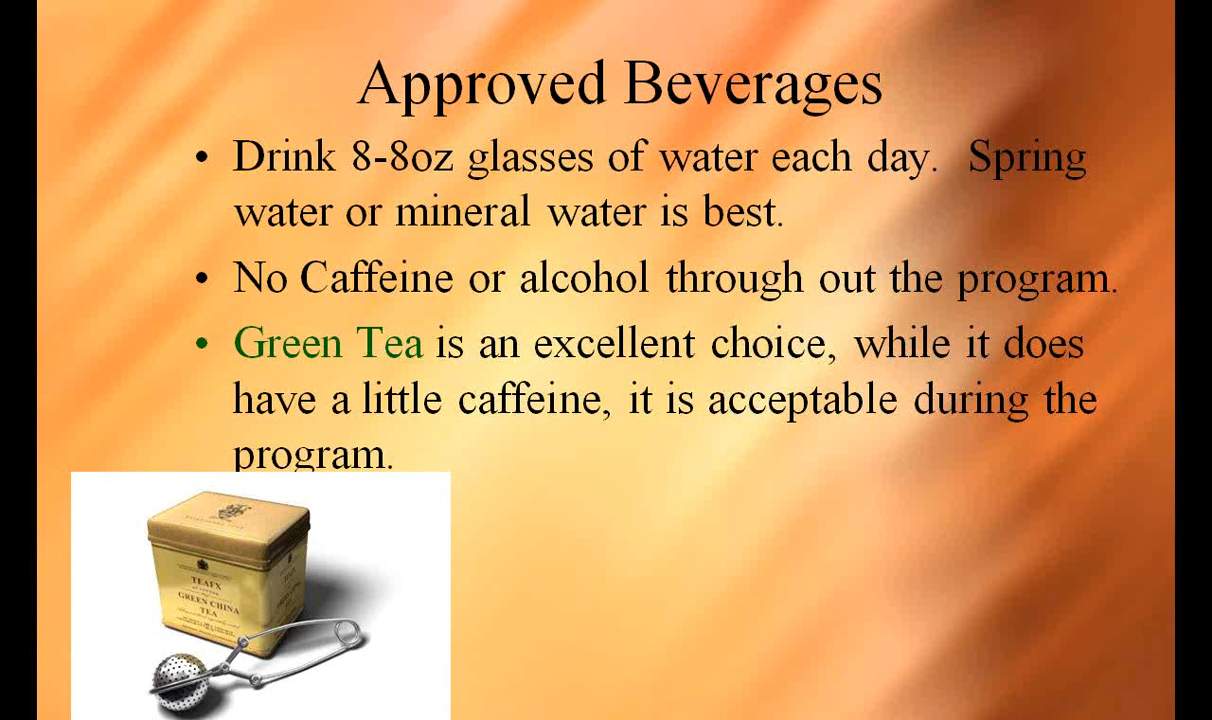 Approved Beverages
• Drink 8-8oz glasses of water each day.  Spring
water or mineral water is best.
• No Caffeine or alcohol through out the program.
• Green Tea is an excellent choice, while it does
have a little caffeine, it is acceptable during the
program.
TEAFX
GREEN CHINA
TEA